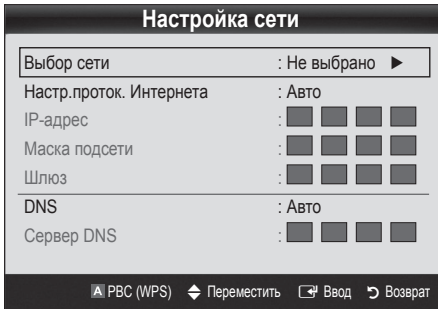 Настройка сети
Выбор сети : Не выбрано ▶
Настр.проток. Интернета : Авто
IP-адрес :
Маска подсети :
Шлюз :
DNS : Авто
Сервер DNS :
A PBC (WPS) Переместить Ввод Возврат